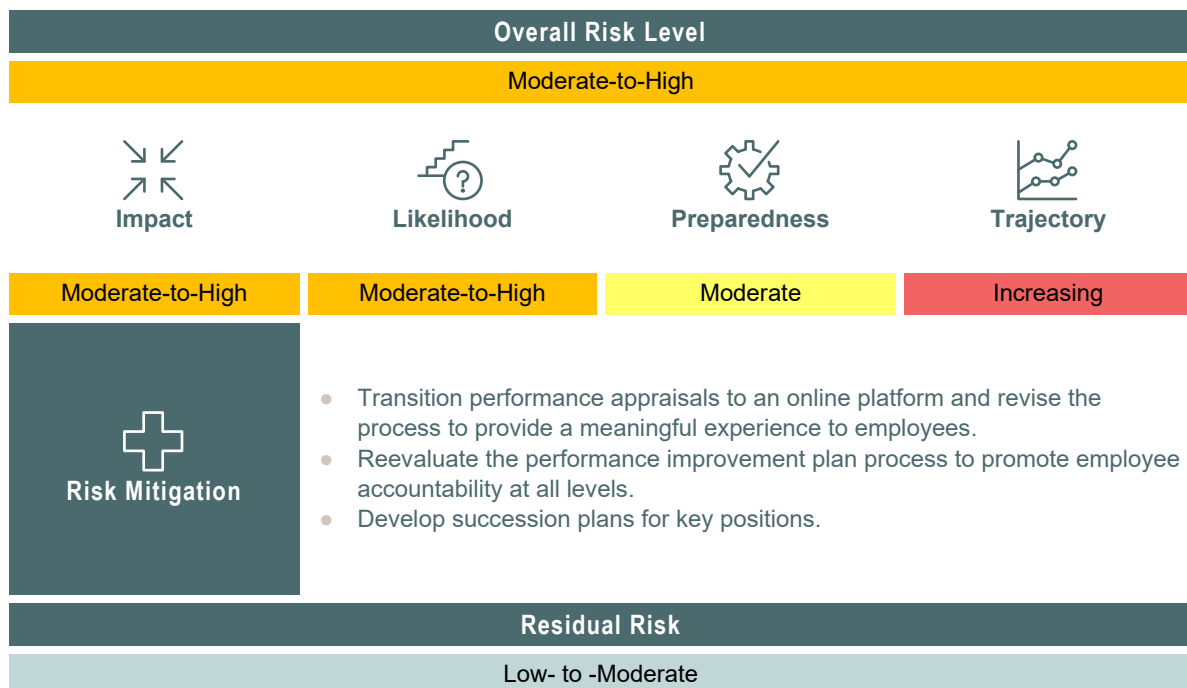 Overall Risk Level
Moderate-to-High
Impact
Likelihood
Preparedness
Trajectory
Moderate-to-High
Moderate-to-High
Moderate
Increasing
Risk Mitigation
● Transition performance appraisals to an online platform and revise the
process to provide a meaningful experience to employees.
● Reevaluate the performance improvement plan process to promote employee
accountability at all levels.
● Develop succession plans for key positions.
Residual Risk
Low- to -Moderate